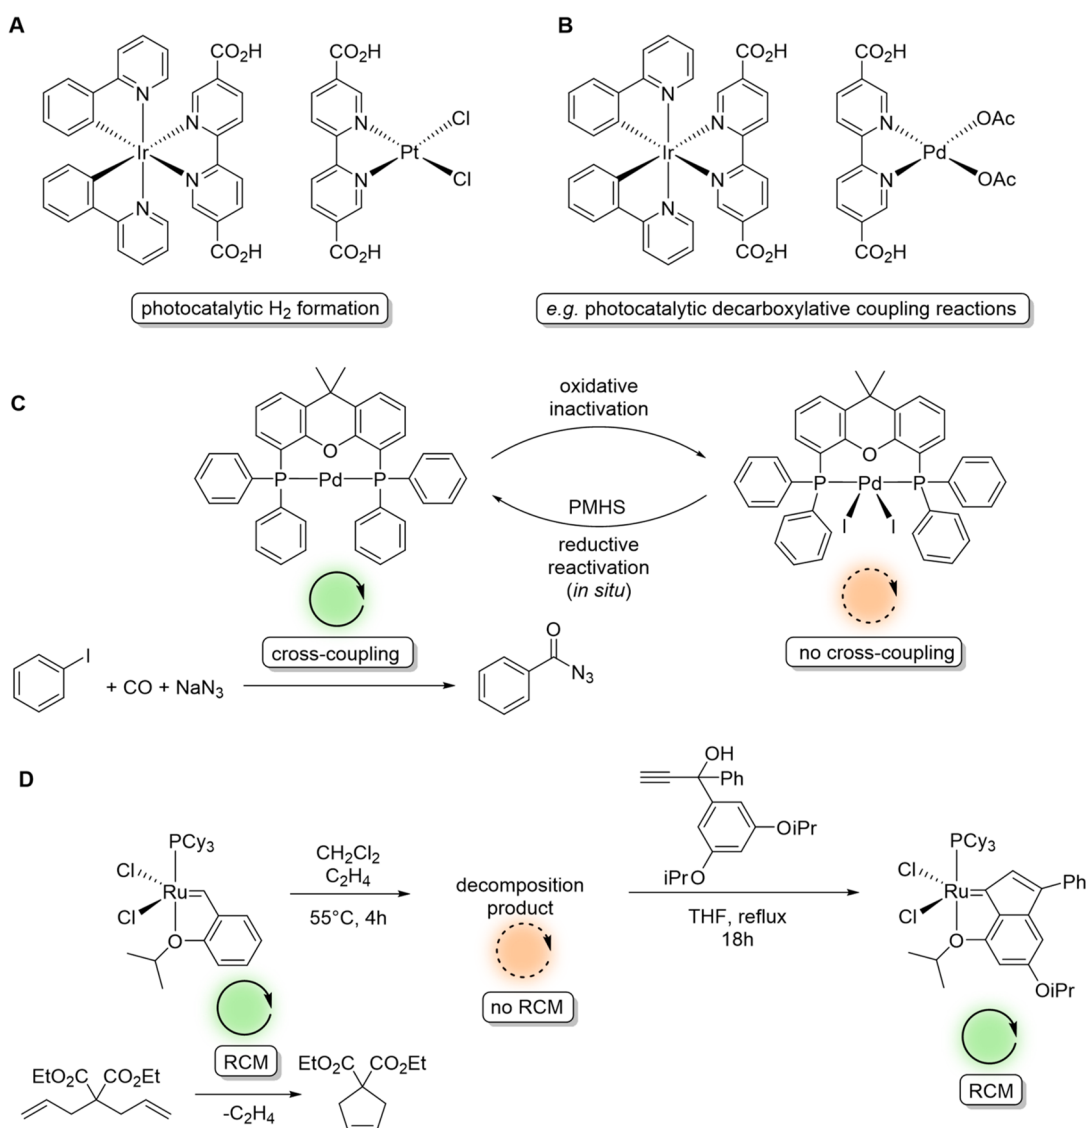 A
B
CO2H
CO2H
CO2H
CO2H
N
N
N
N
Cl
OAc
Ir
Pt
Ir
Pd
N
N
N
N
Cl
OAc
N
N
CO2H
CO2H
CO2H
CO2H
photocatalytic H2 formation
e.g. photocatalytic decarboxylative coupling reactions
C
oxidative
inactivation
O
O
P
Pd
P
P
Pd
P
PMHS
I
I
reductive
reactivation
(in situ)
cross-coupling
no cross-coupling
I
+ CO + NaN3
O
N3
D
OH
Ph
OiPr
iPrO
PCy3
Cl
Ru
Cl
O
CH2Cl2
C2H4
55°C, 4h
decomposition
product
THF, reflux
18h
PCy3
Cl
Ru
Cl
Ph
O
OiPr
no RCM
RCM
RCM
EtO2C
CO2Et
-C2H4
EtO2C
CO2Et